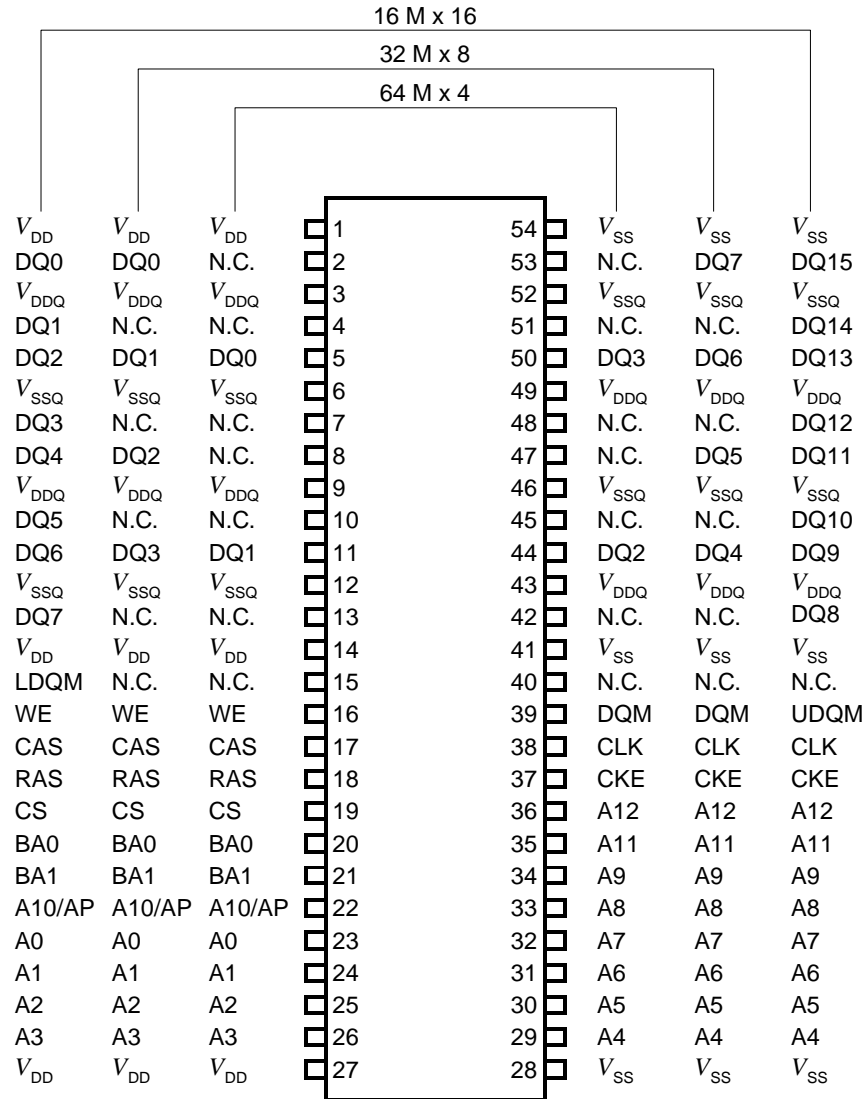 16 M x 16
32 M x 8
64 M x 4
VDD VDD VDD 1 54 VSS VSS VSS
DQ0 DQ0 N.C. 2 53 N.C. DQ7 DQ15
VDDQ VDDQ VDDQ 3 52 VSSQ VSSQ VSSQ
DQ1 N.C. N.C. 4 51 N.C. N.C. DQ14
DQ2 DQ1 DQ0 5 50 DQ3 DQ6 DQ13
VSSQ VSSQ VSSQ 6 49 VDDQ VDDQ VDDQ
DQ3 N.C. N.C. 7 48 N.C. N.C. DQ12
DQ4 DQ2 N.C. 8 47 N.C. DQ5 DQ11
VDDQ VDDQ VDDQ 9 46 VSSQ VSSQ VSSQ
DQ5 N.C. N.C. 10 45 N.C. N.C. DQ10
DQ6 DQ3 DQ1 11 44 DQ2 DQ4 DQ9
VSSQ VSSQ VSSQ 12 43 VDDQ VDDQ VDDQ
DQ7 N.C. N.C. 13 42 N.C. N.C. DQ8
VDD VDD VDD 14 41 VSS VSS VSS
LDQM N.C. N.C. 15 40 N.C. N.C. N.C.
WE WE WE 16 39 DQM DQM UDQM
CAS CAS CAS 17 38 CLK CLK CLK
RAS RAS RAS 18 37 CKE CKE CKE
CS CS CS 19 36 A12 A12 A12
BA0 BA0 BA0 20 35 A11 A11 A11
BA1 BA1 BA1 21 34 A9 A9 A9
A10/AP A10/AP A10/AP 22 33 A8 A8 A8
A0 A0 A0 23 32 A7 A7 A7
A1 A1 A1 24 31 A6 A6 A6
A2 A2 A2 25 30 A5 A5 A5
A3 A3 A3 26 29 A4 A4 A4
VDD VDD VDD 27 28 VSS VSS VSS